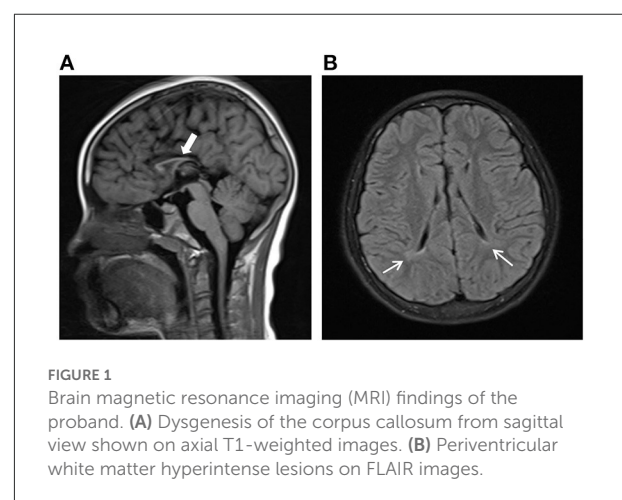 A
B
FIGURE 1
Brain magnetic resonance imaging (MRI) findings of the
proband. (A) Dysgenesis of the corpus callosum from sagittal
view shown on axial T1-weighted images. (B) Periventricular
white matter hyperintense lesions on FLAIR images.